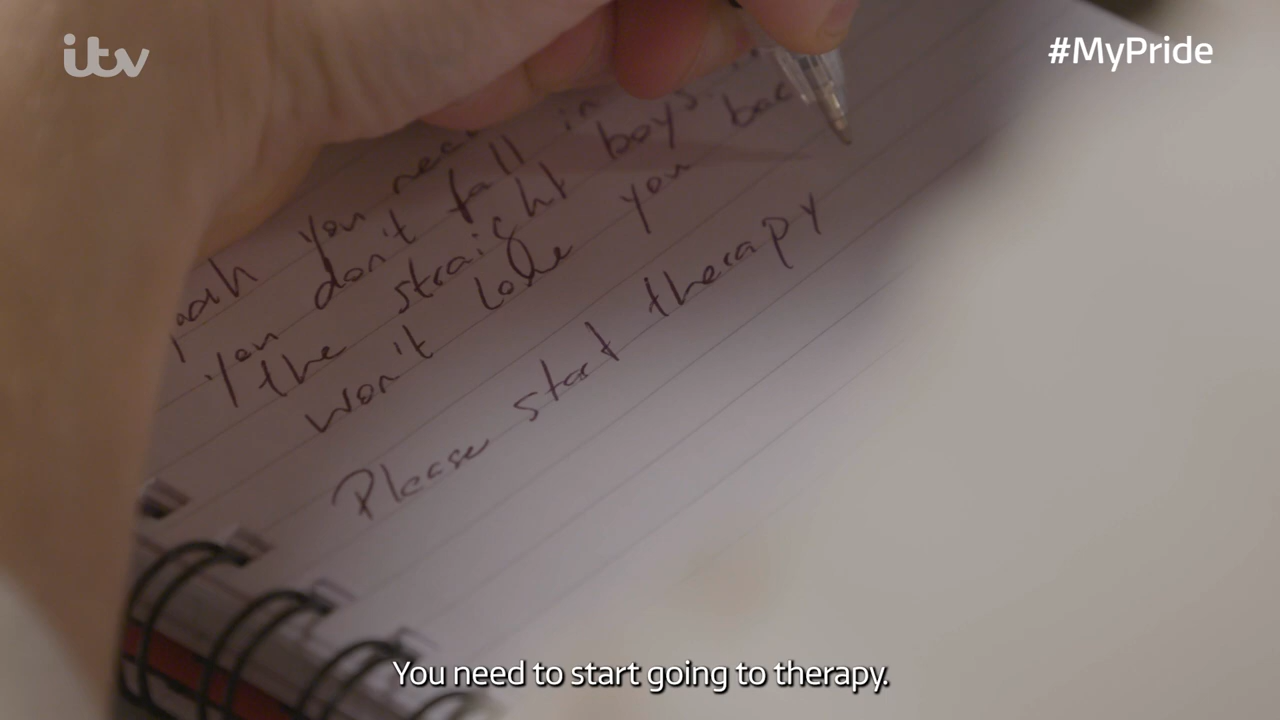 itv
#MyPride
you
you don't fall in
the straight boys
won't love you
Please start therapy
You need to start going to therapy.